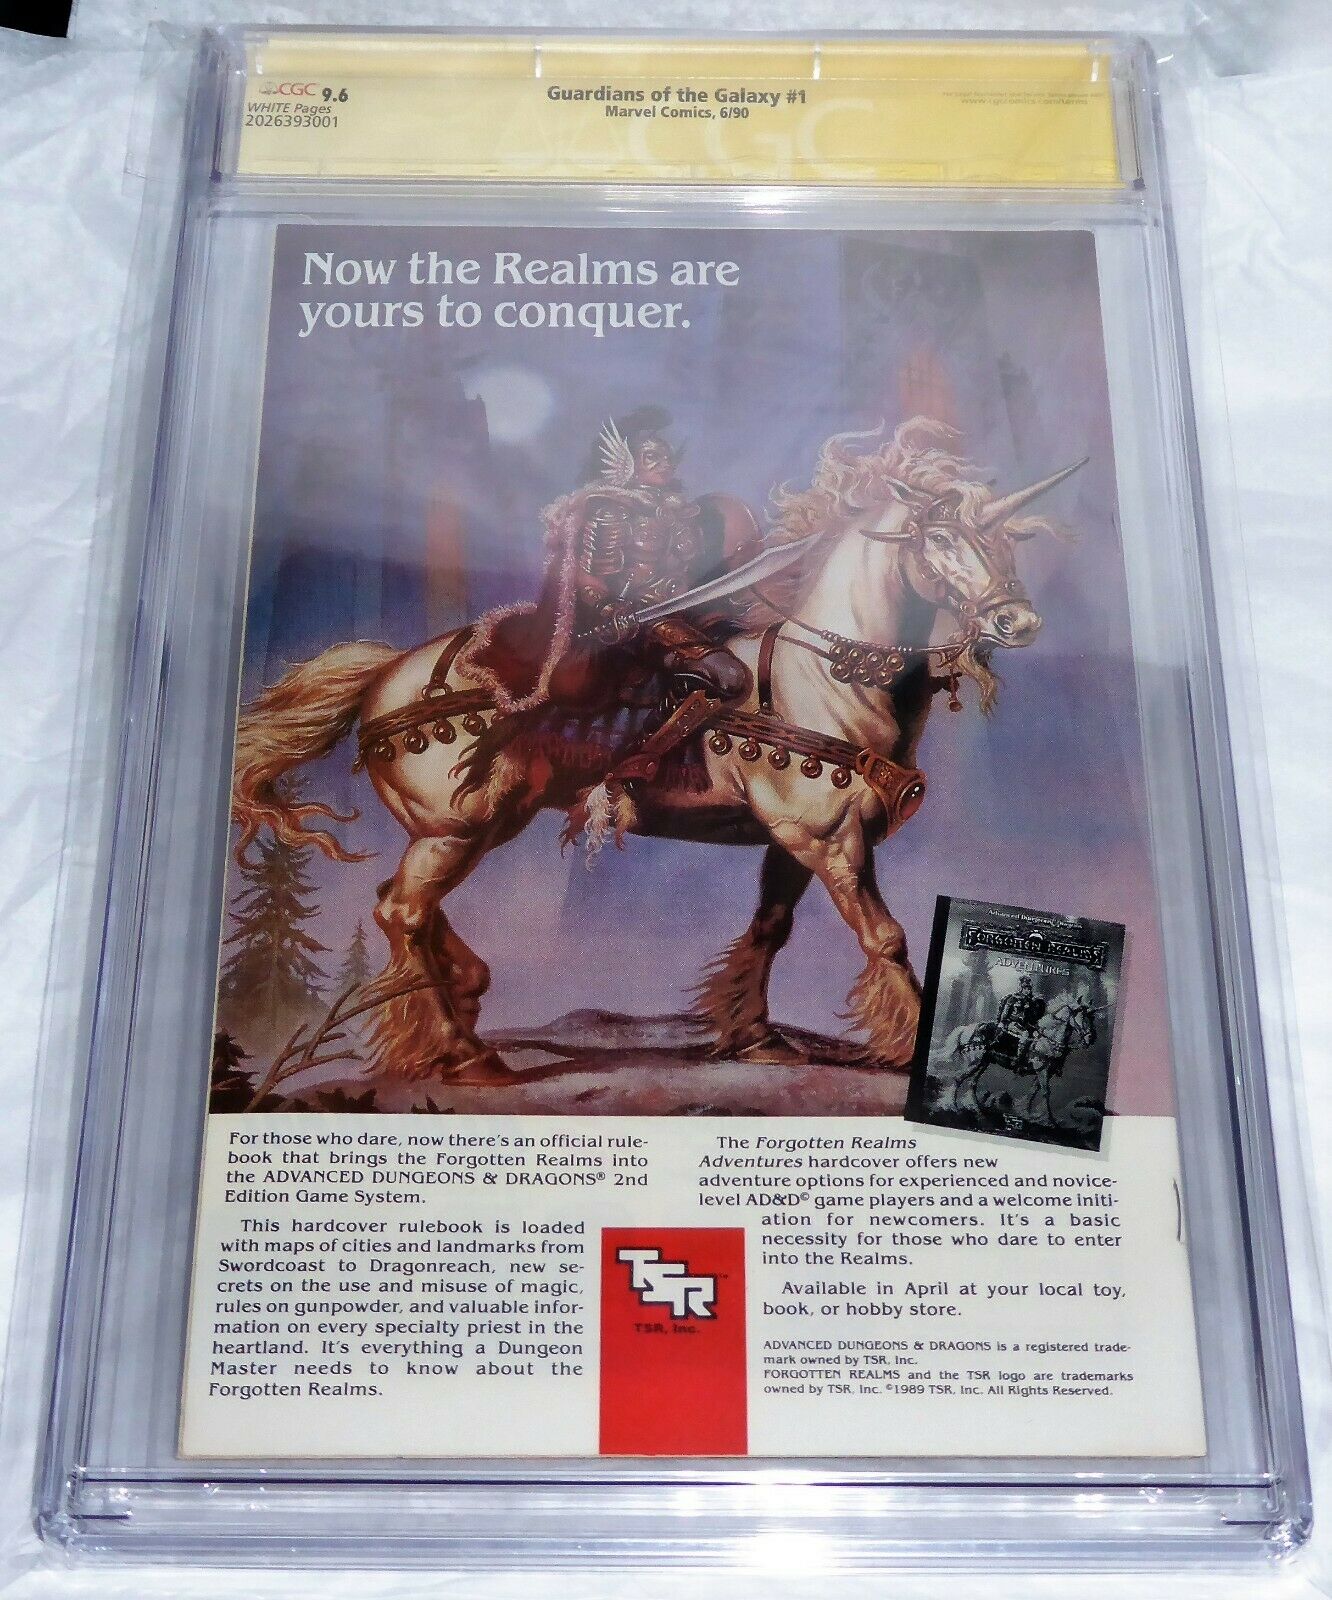 CGC 9.6
WHITE Pages
2026393001
Guardians of the Galaxy #1
Marvel Comics, 6/90
www.cgccomics.com/terms
CGC
Now the Realms are
yours to conquer.
Advanced Dungeons & Dragons
FORGOTTEN REALMS
ADVENTURES
For those who dare, now there's an official rule-
book that brings the Forgotten Realms into
the ADVANCED DUNGEONS & DRAGONS® 2nd
Edition Game System.
This hardcover rulebook is loaded
with maps of cities and landmarks from
Swordcoast to Dragonreach, new se-
crets on the use and misuse of magic,
rules on gunpowder, and valuable infor-
mation on every specialty priest in the
heartland. It's everything a Dungeon
Master needs to know about the
Forgotten Realms.
TSR™
TSR, Inc.
The Forgotten Realms
Adventures hardcover offers new
adventure options for experienced and novice-
level AD&D® game players and a welcome initi-
ation for newcomers. It's a basic
necessity for those who dare to enter
into the Realms.
Available in April at your local toy,
book, or hobby store.
ADVANCED DUNGEONS & DRAGONS is a registered trade-
mark owned by TSR, Inc.
FORGOTTEN REALMS and the TSR logo are trademarks
owned by TSR, Inc. ©1989 TSR, Inc. All Rights Reserved.